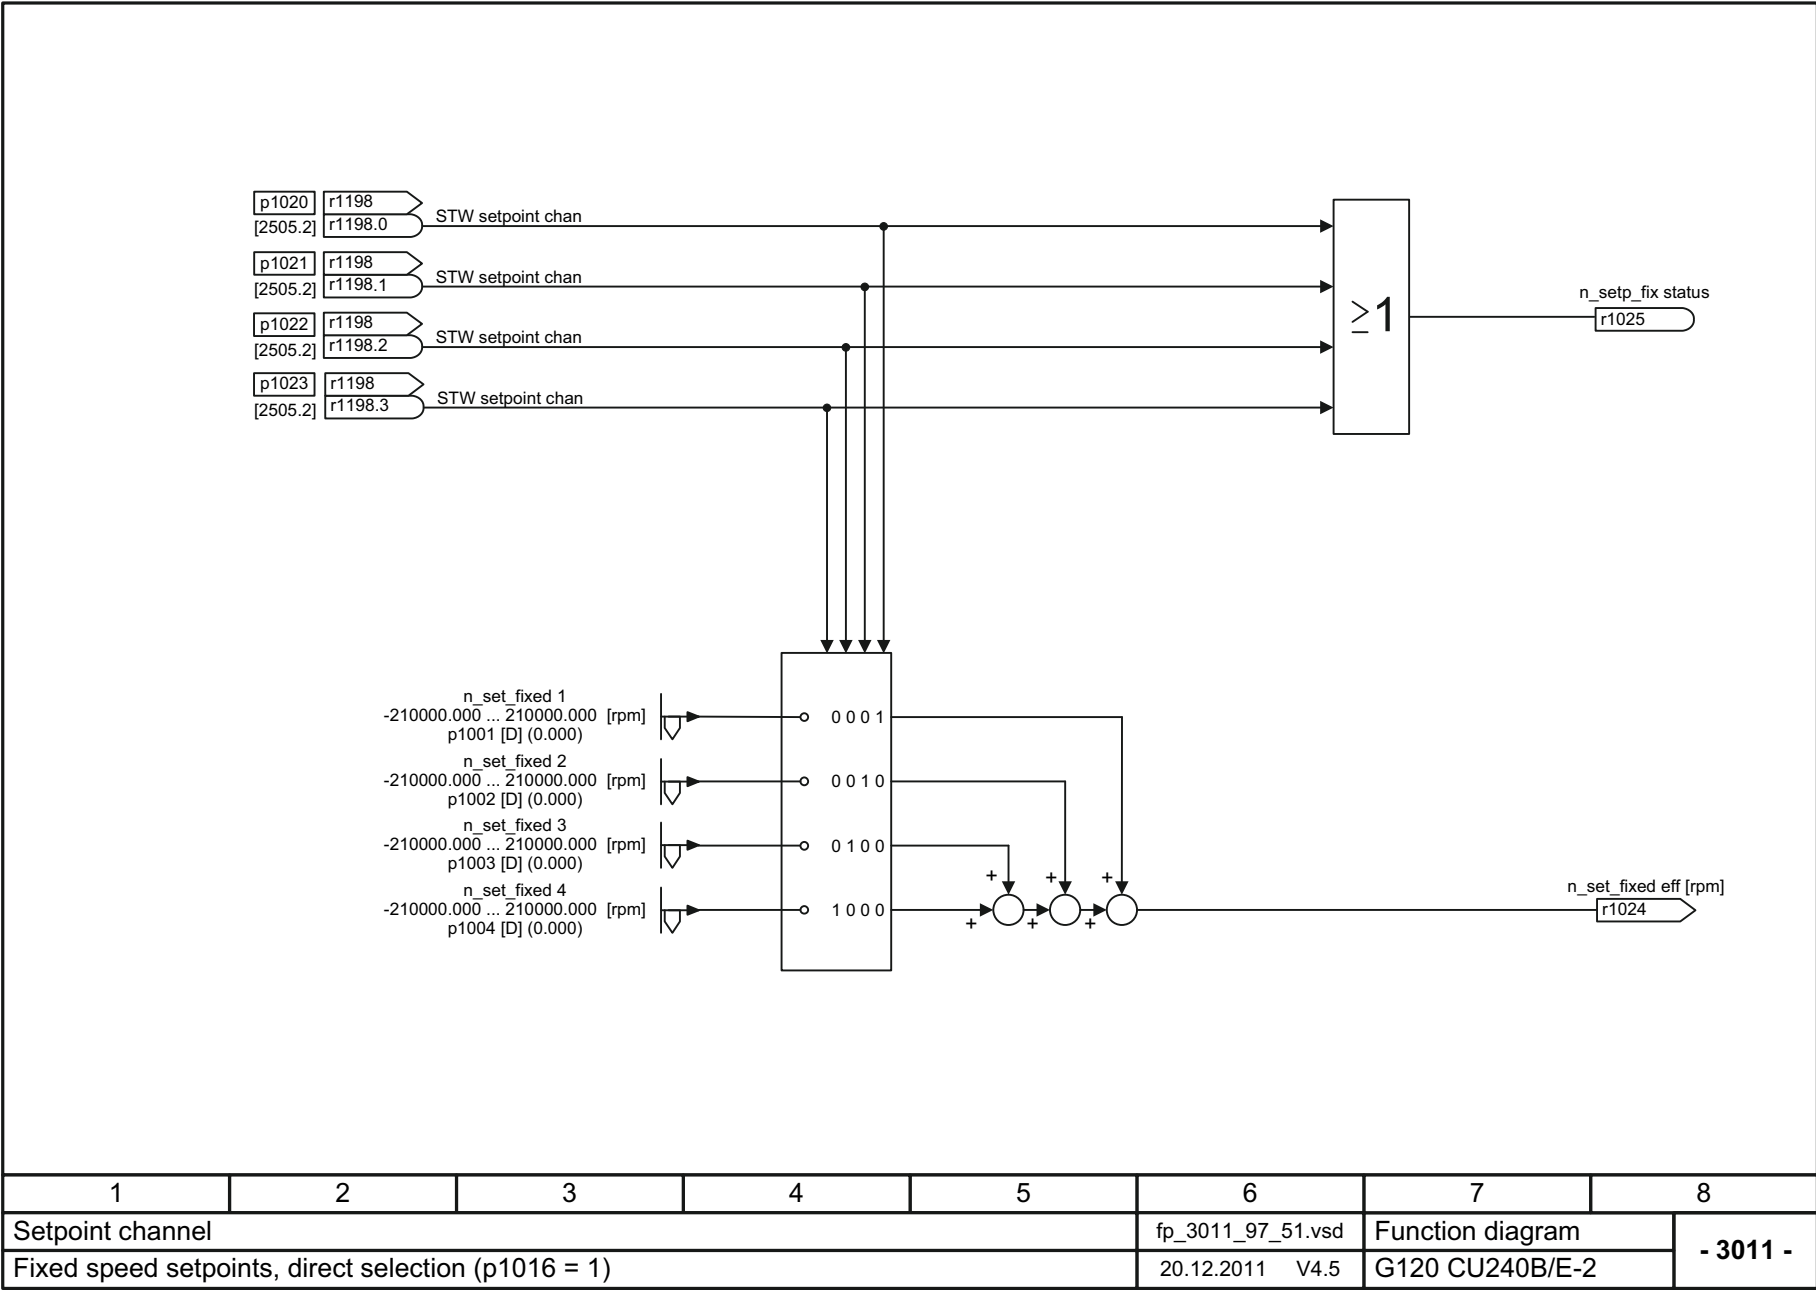 p1020 r1198
[2505.2] r1198.0 STW setpoint chan
p1021 r1198
[2505.2] r1198.1 STW setpoint chan
p1022 r1198
[2505.2] r1198.2 STW setpoint chan
p1023 r1198
[2505.2] r1198.3 STW setpoint chan
≥1
n_setp_fix status
r1025
n_set_fixed 1
-210000.000 ... 210000.000 [rpm]
p1001 [D] (0.000)
0 0 0 1
n_set_fixed 2
-210000.000 ... 210000.000 [rpm]
p1002 [D] (0.000)
0 0 1 0
n_set_fixed 3
-210000.000 ... 210000.000 [rpm]
p1003 [D] (0.000)
0 1 0 0
n_set_fixed 4
-210000.000 ... 210000.000 [rpm]
p1004 [D] (0.000)
1 0 0 0
+ + +
+ + +
n_set_fixed eff [rpm]
r1024
1 2 3 4 5 6 7 8
Setpoint channel
fp_3011_97_51.vsd
Function diagram
- 3011 -
Fixed speed setpoints, direct selection (p1016 = 1)
20.12.2011 V4.5
G120 CU240B/E-2